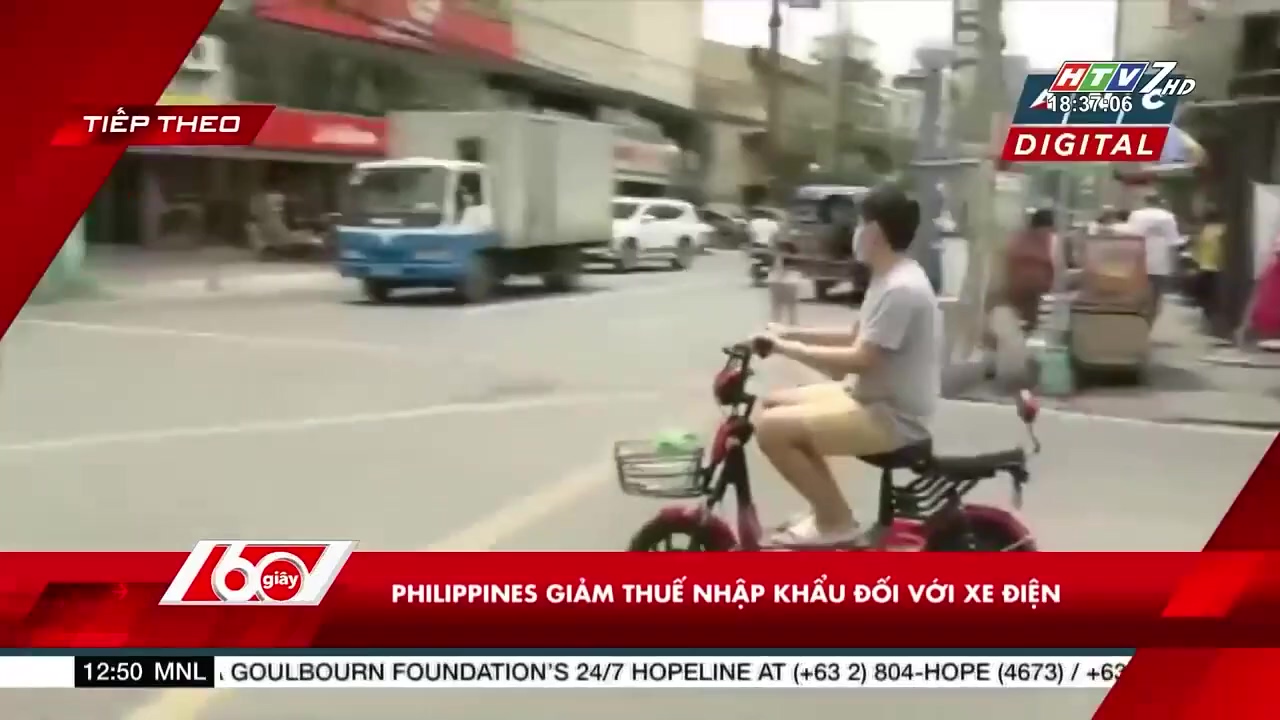 HTV7 HD
18:37:06
DIGITAL
TIẾP THEO
60 giây
PHILIPPINES GIẢM THUẾ NHẬP KHẨU ĐỐI VỚI XE ĐIỆN
12:50 MNL
GOULBOURN FOUNDATION'S 24/7 HOPELINE AT (+63 2) 804-HOPE (4673) / +63